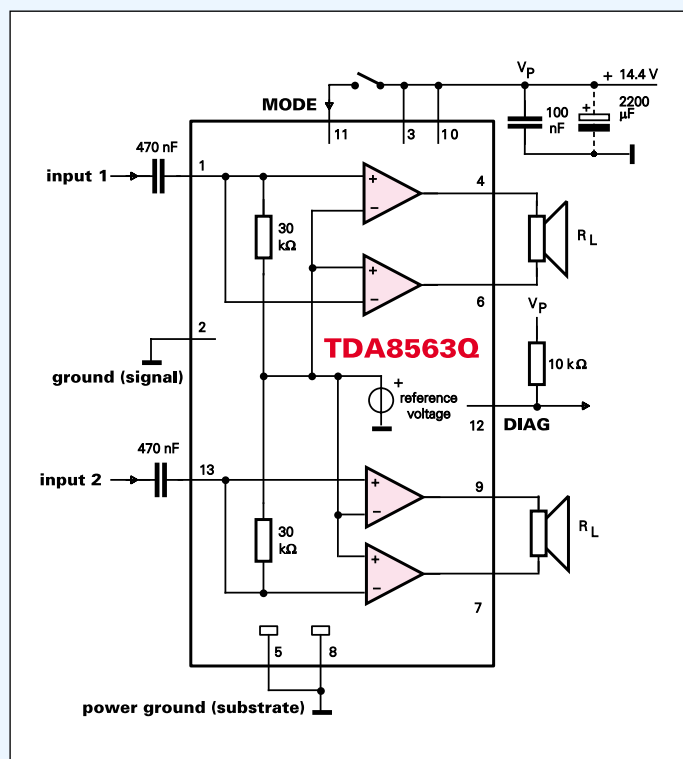 V_P
+ 14.4 V
MODE
11
3
10
100 nF
2200 µF
+
470 nF
input 1
1
+
−
4
30 kΩ
R_L
+
−
6
2
ground (signal)
TDA8563Q
V_P
10 kΩ
+
reference voltage
12
DIAG
470 nF
input 2
13
+
−
9
30 kΩ
R_L
+
−
7
5
8
power ground (substrate)